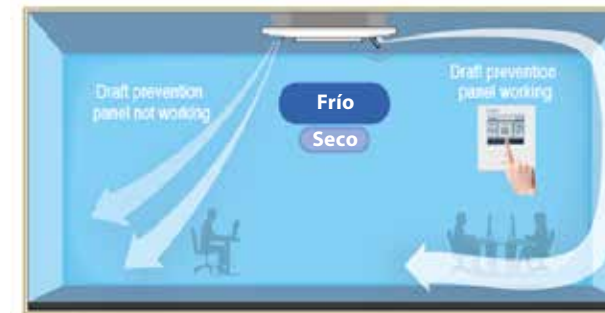 Draft prevention
panel not working
Frío
Seco
Draft prevention
panel working